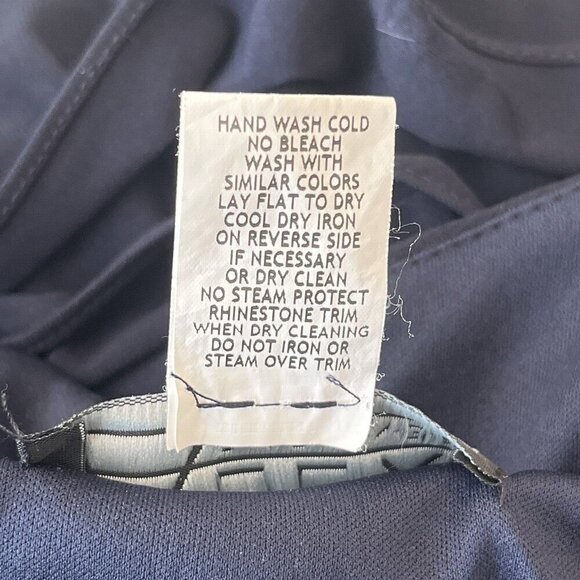 HAND WASH COLD
NO BLEACH
WASH WITH
SIMILAR COLORS
LAY FLAT TO DRY
COOL DRY IRON
ON REVERSE SIDE
IF NECESSARY
OR DRY CLEAN
NO STEAM PROTECT
RHINESTONE TRIM
WHEN DRY CLEANING
DO NOT IRON OR
STEAM OVER TRIM